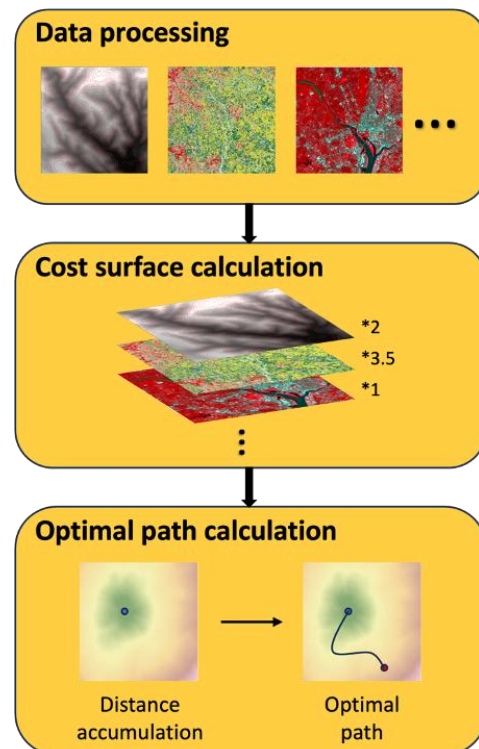 Data processing
Cost surface calculation
*2
*3.5
*1
Optimal path calculation
Distance
accumulation
Optimal
path